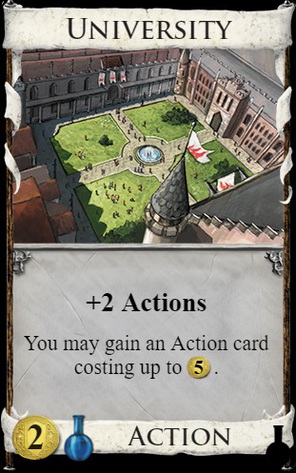 UNIVERSITY
+2 Actions
You may gain an Action card
costing up to 5.
2 ACTION